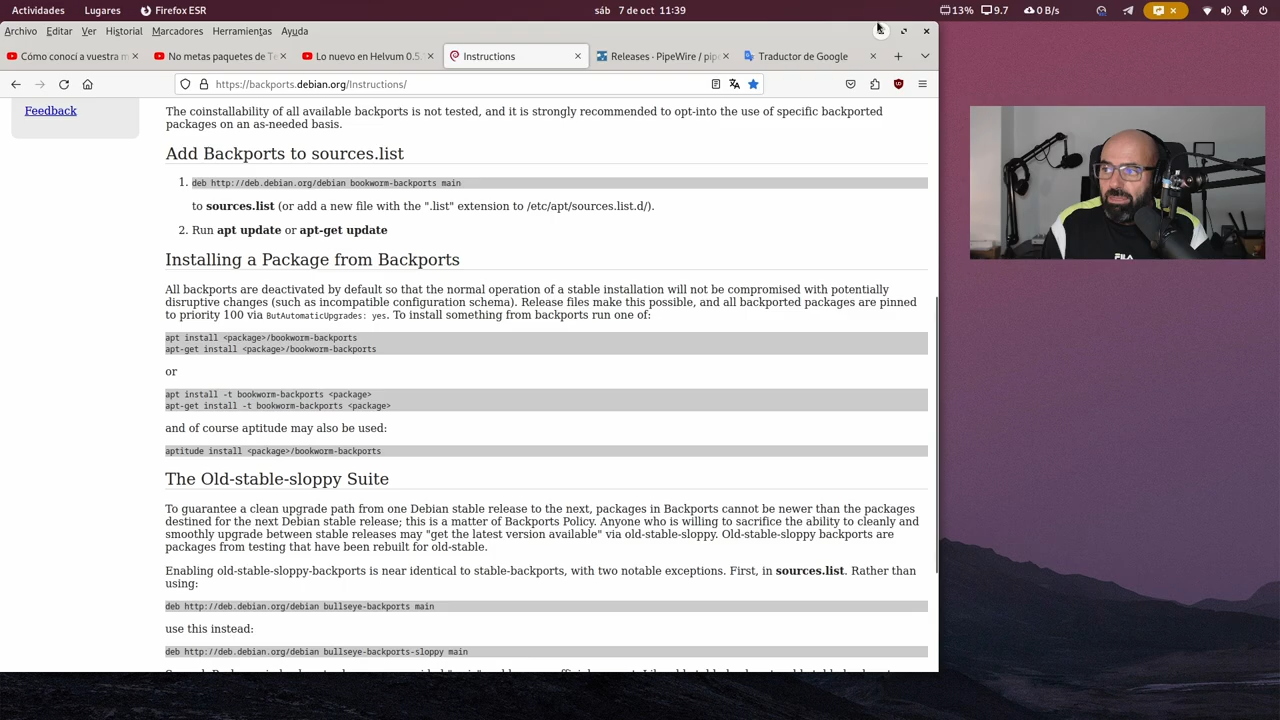 Actividades Lugares Firefox ESR sáb 7 de oct 11:39 13% 9.7 0 B/s
Archivo Editar Ver Historial Marcadores Herramientas Ayuda
Cómo conocí a vuestra m No metas paquetes de Te Lo nuevo en Helvum 0.5. Instructions Releases · PipeWire / pipe Traductor de Google
https://backports.debian.org/Instructions/
Feedback
The coinstallability of all available backports is not tested, and it is strongly recommended to opt-into the use of specific backported
packages on an as-needed basis.
Add Backports to sources.list
1. deb http://deb.debian.org/debian bookworm-backports main
to sources.list (or add a new file with the ".list" extension to /etc/apt/sources.list.d/).
2. Run apt update or apt-get update
Installing a Package from Backports
All backports are deactivated by default so that the normal operation of a stable installation will not be compromised with potentially
disruptive changes (such as incompatible configuration schema). Release files make this possible, and all backported packages are pinned
to priority 100 via ButAutomaticUpgrades: yes. To install something from backports run one of:
apt install <package>/bookworm-backports
apt-get install <package>/bookworm-backports
or
apt install -t bookworm-backports <package>
apt-get install -t bookworm-backports <package>
and of course aptitude may also be used:
aptitude install <package>/bookworm-backports
The Old-stable-sloppy Suite
To guarantee a clean upgrade path from one Debian stable release to the next, packages in Backports cannot be newer than the packages
destined for the next Debian stable release; this is a matter of Backports Policy. Anyone who is willing to sacrifice the ability to cleanly and
smoothly upgrade between stable releases may "get the latest version available" via old-stable-sloppy. Old-stable-sloppy backports are
packages from testing that have been rebuilt for old-stable.
Enabling old-stable-sloppy-backports is near identical to stable-backports, with two notable exceptions. First, in sources.list. Rather than
using:
deb http://deb.debian.org/debian bullseye-backports main
use this instead:
deb http://deb.debian.org/debian bullseye-backports-sloppy main
FILA